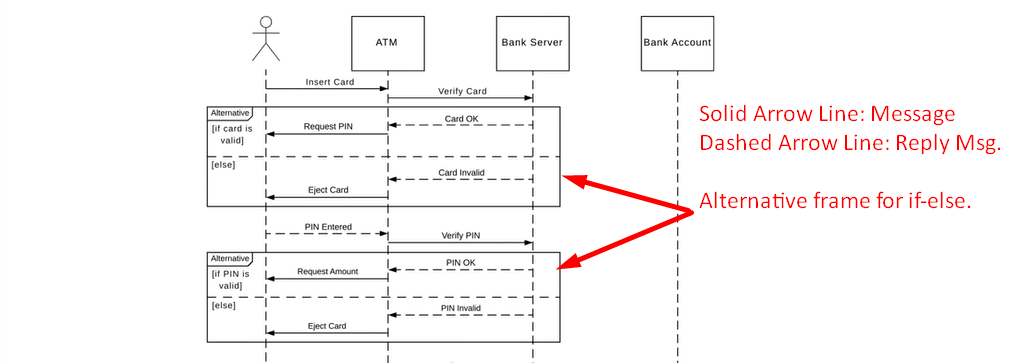 ATM
Bank Server
Bank Account
Insert Card
Verify Card
Alternative
Card OK
[if card is
valid]
Request PIN
[else]
Card Invalid
Eject Card
PIN Entered
Verify PIN
Alternative
PIN OK
[if PIN is
valid]
Request Amount
[else]
PIN Invalid
Eject Card
Solid Arrow Line: Message
Dashed Arrow Line: Reply Msg.
Alternative frame for if-else.